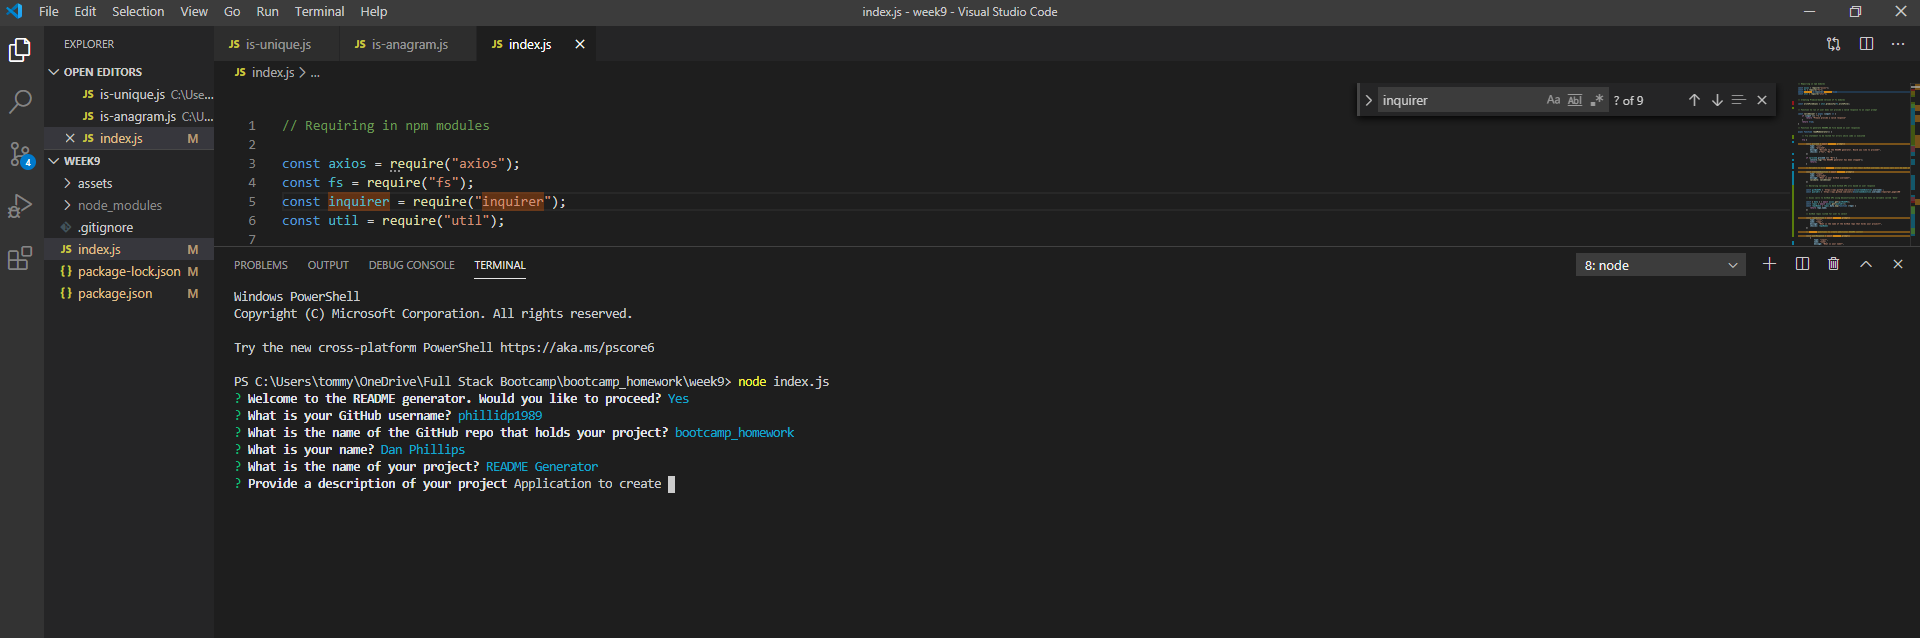 File Edit Selection View Go Run Terminal Help
index.js - week9 - Visual Studio Code
EXPLORER
OPEN EDITORS
JS is-unique.js C:\Use...
JS is-anagram.js C:\U...
JS index.js M
WEEK9
assets
node_modules
.gitignore
JS index.js M
{} package-lock.json M
{} package.json M
4
JS is-unique.js
JS is-anagram.js
JS index.js
JS index.js > ...
inquirer
Aa Abl .* ? of 9
1 // Requiring in npm modules
2
3 const axios = require("axios");
4 const fs = require("fs");
5 const inquirer = require("inquirer");
6 const util = require("util");
7
PROBLEMS OUTPUT DEBUG CONSOLE TERMINAL
8: node
Windows PowerShell
Copyright (C) Microsoft Corporation. All rights reserved.
Try the new cross-platform PowerShell https://aka.ms/pscore6
PS C:\Users\tommy\OneDrive\Full Stack Bootcamp\bootcamp_homework\week9> node index.js
? Welcome to the README generator. Would you like to proceed? Yes
? What is your GitHub username? phillidp1989
? What is the name of the GitHub repo that holds your project? bootcamp_homework
? What is your name? Dan Phillips
? What is the name of your project? README Generator
? Provide a description of your project Application to create